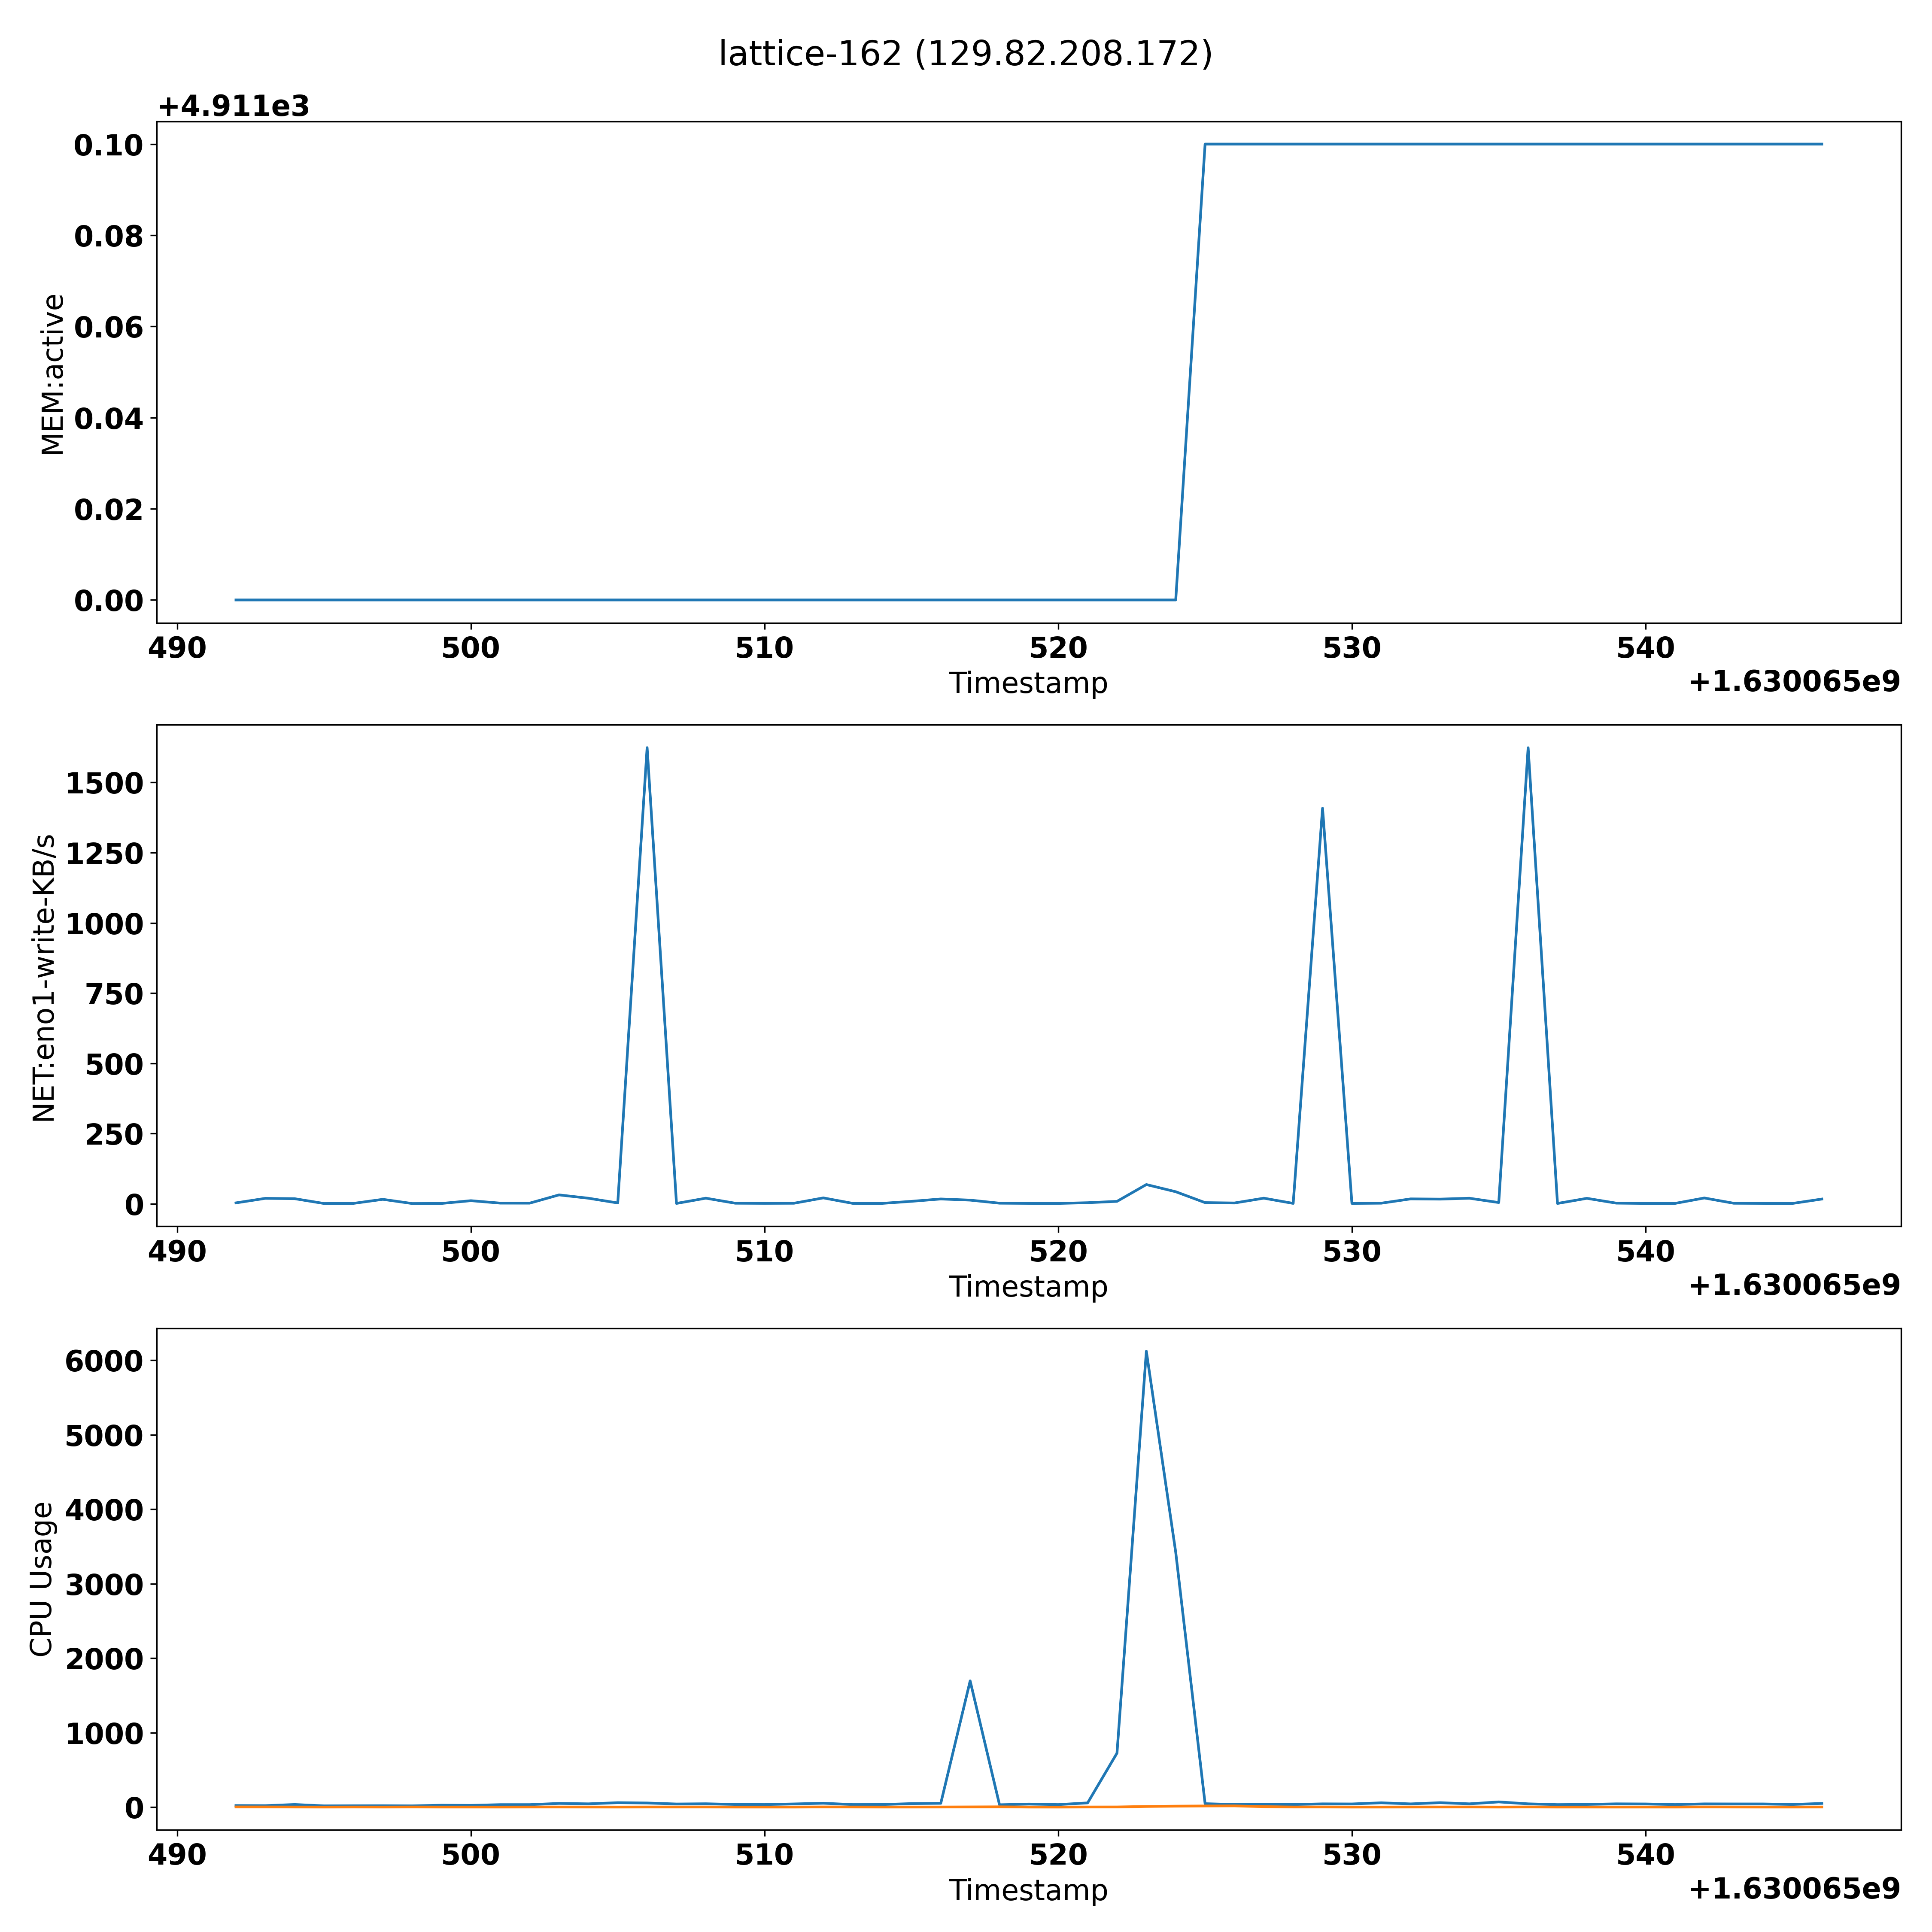 lattice-162 (129.82.208.172)
+4.911e3
0.10
0.08
0.06
0.04
0.02
0.00
MEM:active
490 500 510 520 530 540
Timestamp
+1.630065e9
1500
1250
1000
750
500
250
0
NET:eno1-write-KB/s
490 500 510 520 530 540
Timestamp
+1.630065e9
6000
5000
4000
3000
2000
1000
0
CPU Usage
490 500 510 520 530 540
Timestamp
+1.630065e9